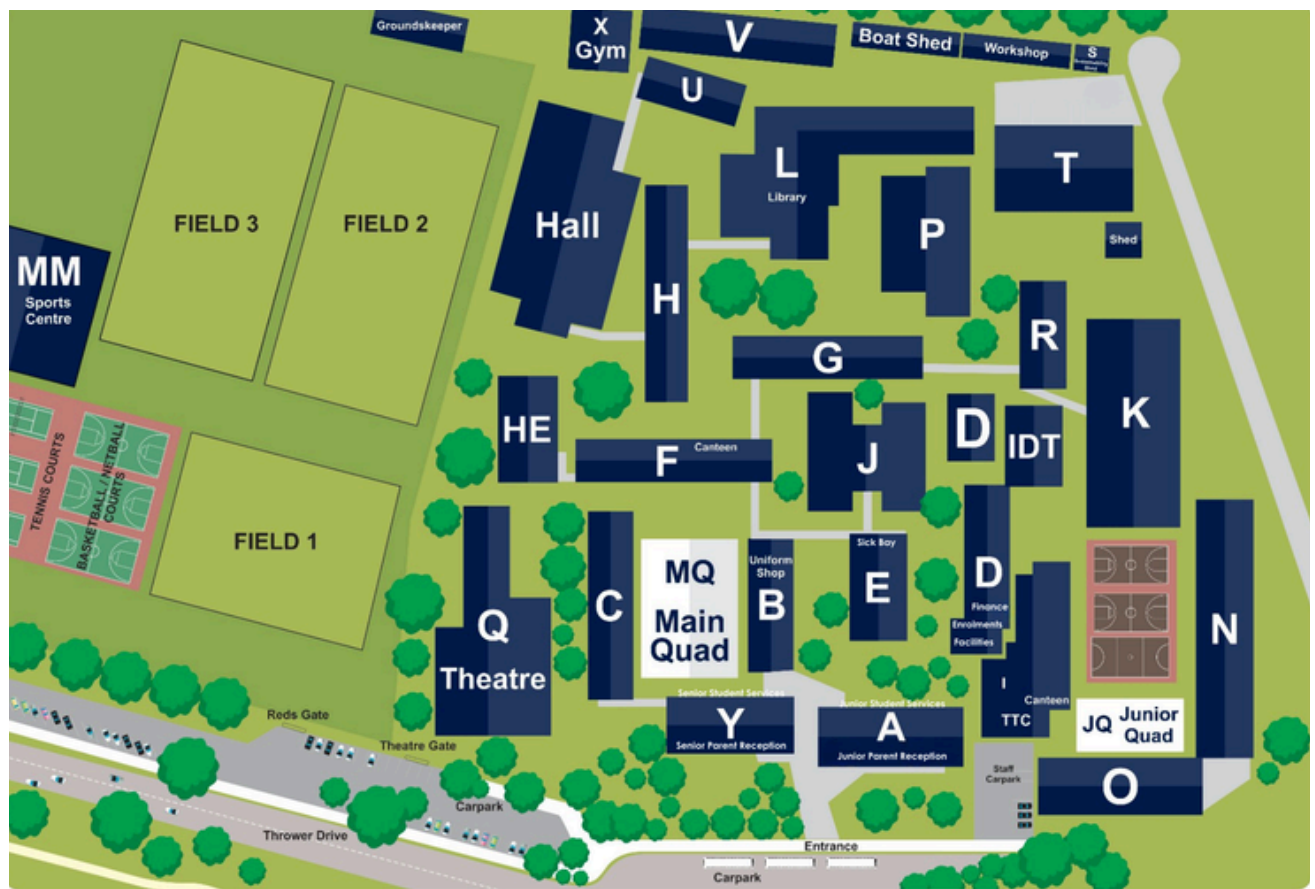 Groundskeeper
X
Gym
V
Boat Shed
Workshop
S
U
L
Library
T
P
Shed
Hall
H
FIELD 3
FIELD 2
MM
Sports
Centre
G
R
K
HE
F
Canteen
J
D
IDT
TENNIS COURTS
BASKETBALL / NETBALL
COURTS
FIELD 1
Q
Theatre
C
MQ
Main
Quad
Uniform
Shop
B
Sick Bay
E
D
Finance
Enrolments
Facilities
I
Canteen
TTC
N
JQ
Junior
Quad
Senior Student Services
Y
Senior Parent Reception
Junior Student Services
A
Junior Parent Reception
Staff
Carpark
O
Reds Gate
Theatre Gate
Carpark
Thrower Drive
Entrance
Carpark